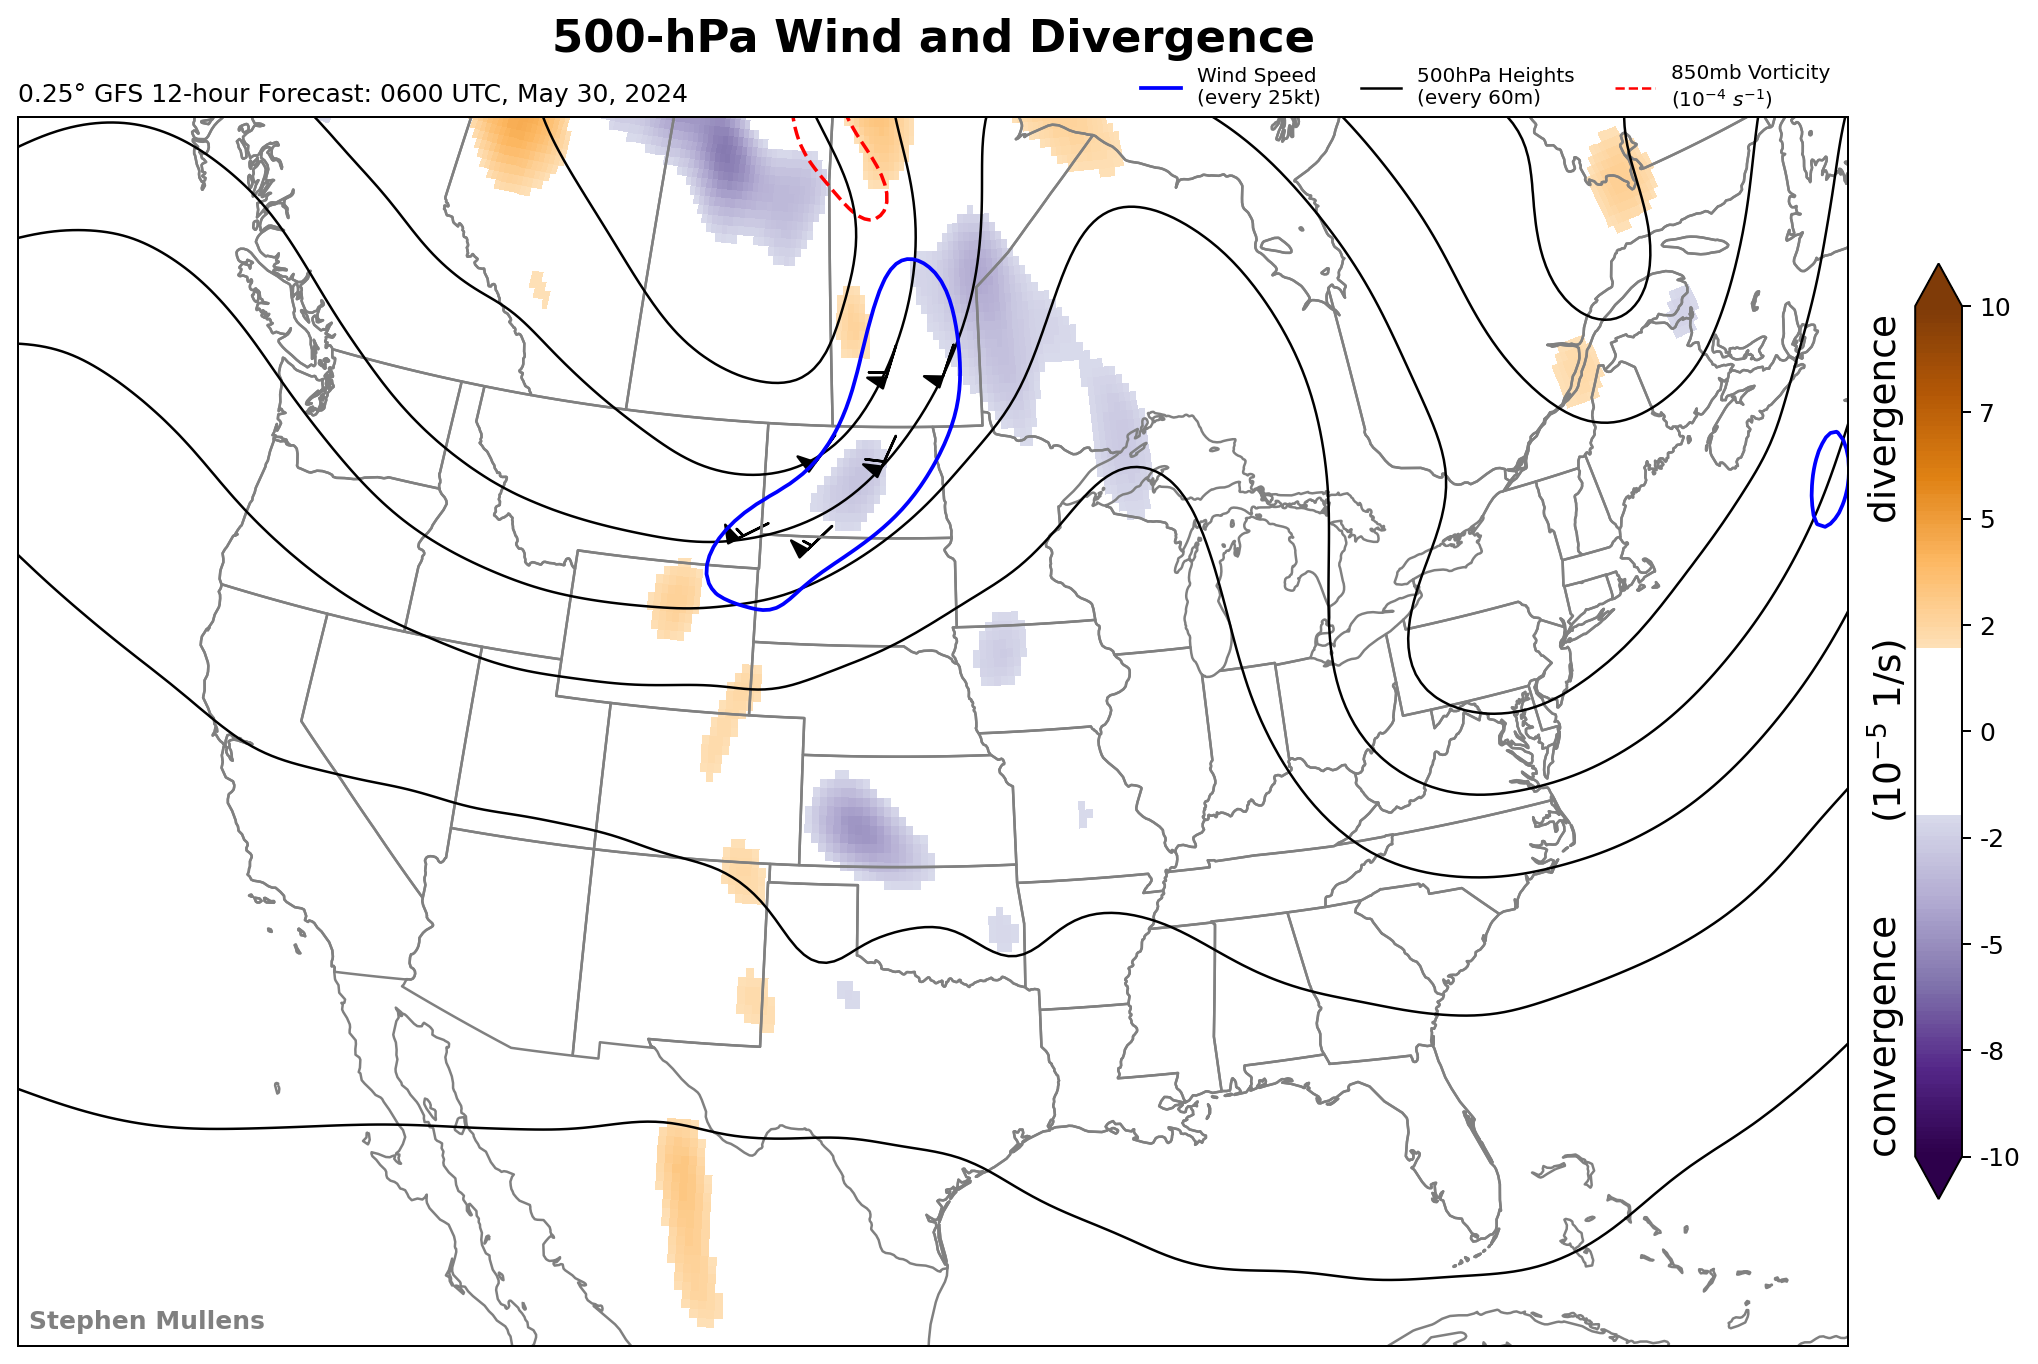 500-hPa Wind and Divergence
0.25° GFS 12-hour Forecast: 0600 UTC, May 30, 2024
Wind Speed
(every 25kt)
500hPa Heights
(every 60m)
850mb Vorticity
(10⁻⁴ s⁻¹)
10
7
5
2
0
-2
-5
-8
-10
convergence (10⁻⁵ 1/s) divergence
Stephen Mullens